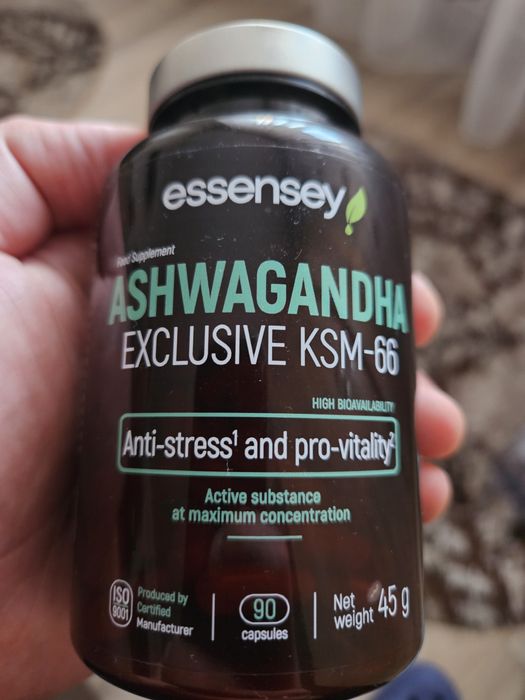 essensey
Food Supplement
ASHWAGANDHA
EXCLUSIVE KSM-66
HIGH BIOAVAILABILITY
Anti-stress¹ and pro-vitality²
Active substance
at maximum concentration
ISO
9001
Produced by
Certified
Manufacturer
90
capsules
Net
weight 45 g